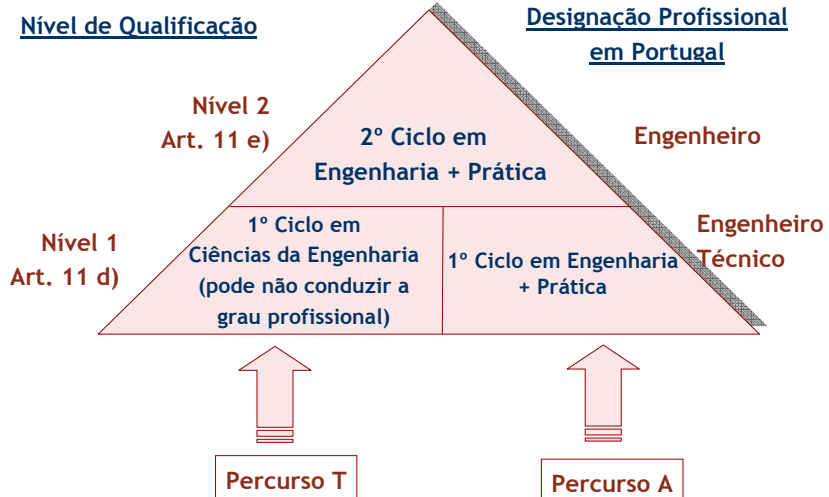 Nível de Qualificação
Designação Profissional
em Portugal
Nível 2
Art. 11 e)
2º Ciclo em
Engenharia + Prática
Engenheiro
Nível 1
Art. 11 d)
1º Ciclo em
Ciências da Engenharia
(pode não conduzir a
grau profissional)
1º Ciclo em Engenharia
+ Prática
Engenheiro
Técnico
Percurso T
Percurso A